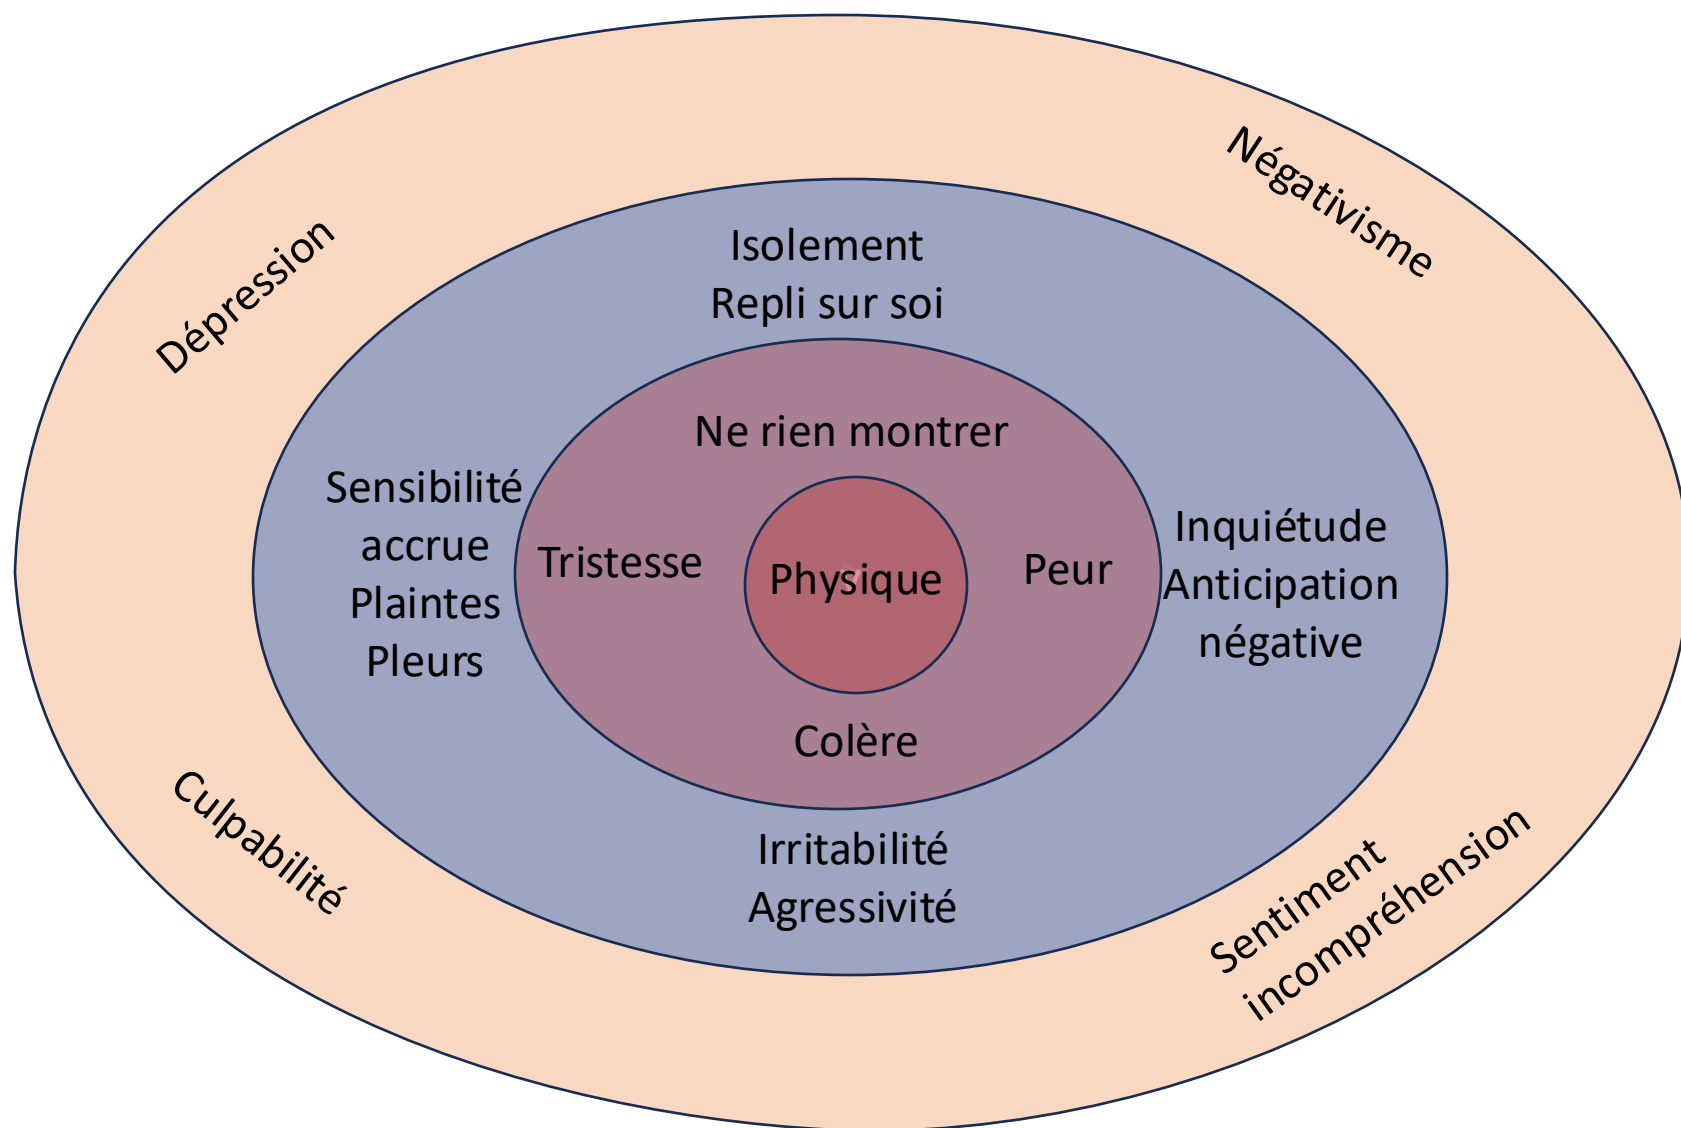 Négativisme
Dépression
Isolement
Repli sur soi
Ne rien montrer
Sensibilité
accrue
Plaintes
Pleurs
Tristesse
Physique
Peur
Inquiétude
Anticipation
négative
Colère
Irritabilité
Agressivité
Culpabilité
Sentiment
incompréhension